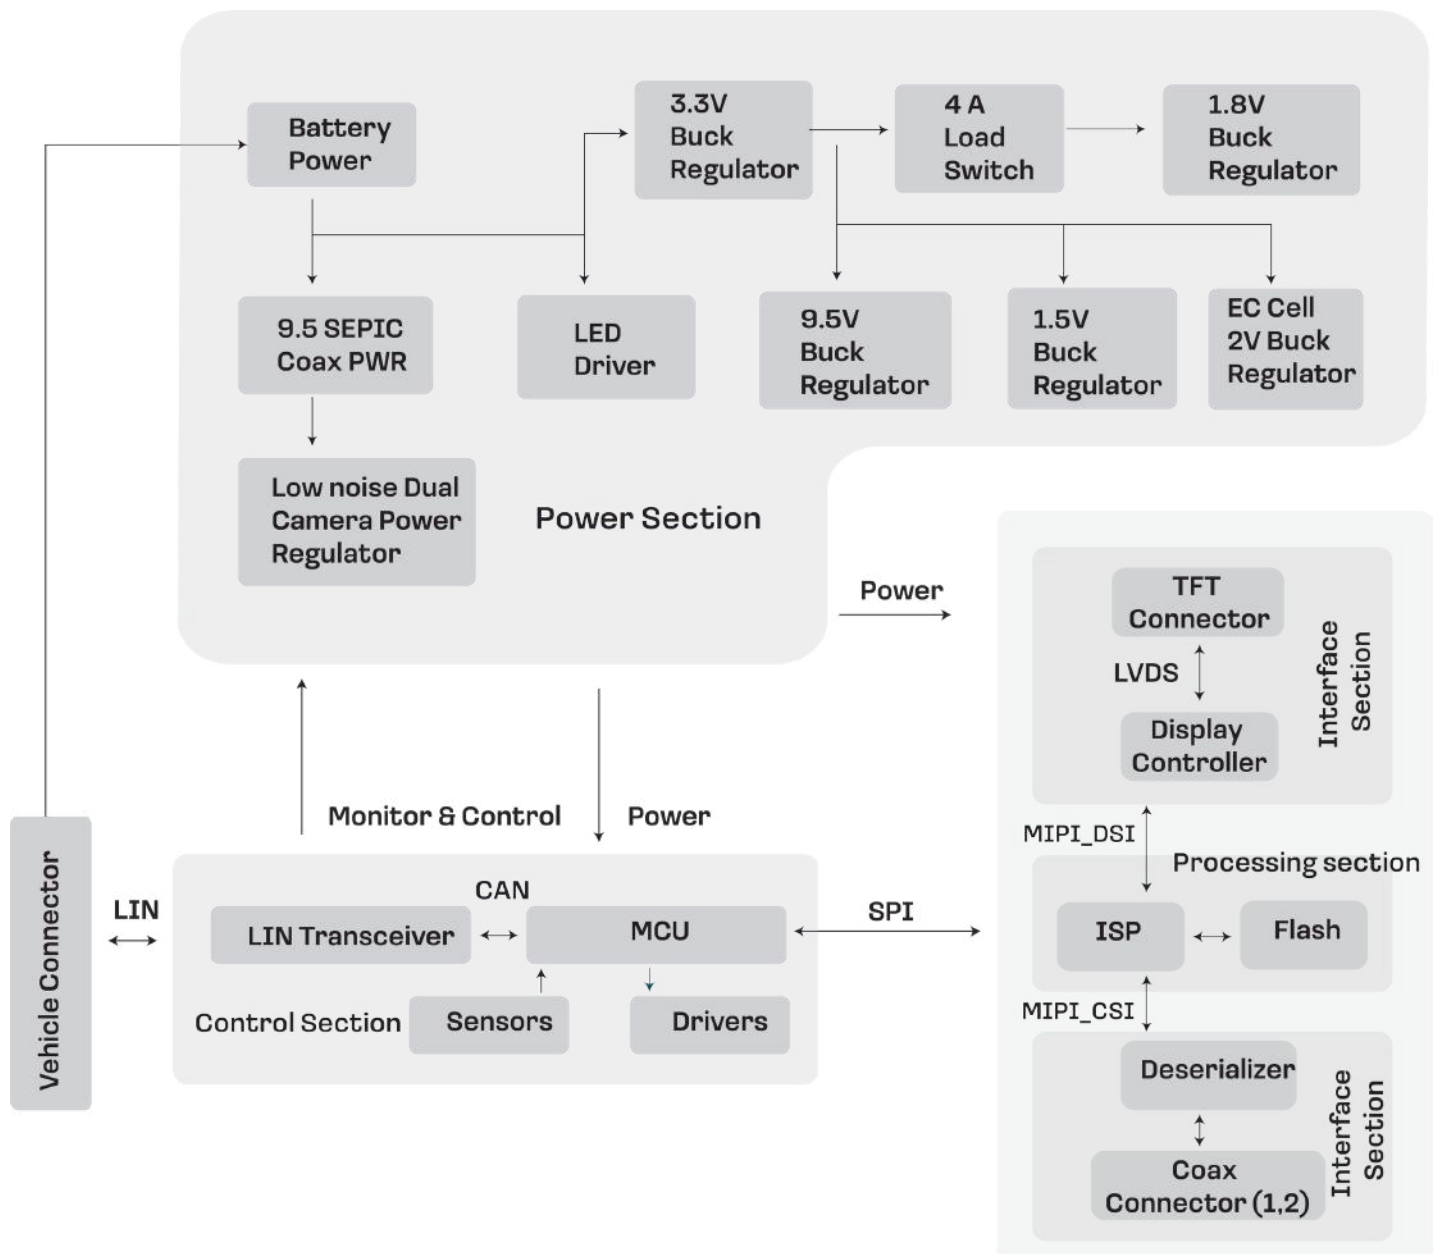 Battery
Power
3.3V
Buck
Regulator
4 A
Load
Switch
1.8V
Buck
Regulator
9.5 SEPIC
Coax PWR
LED
Driver
9.5V
Buck
Regulator
1.5V
Buck
Regulator
EC Cell
2V Buck
Regulator
Low noise Dual
Camera Power
Regulator
Power Section
Power
TFT
Connector
LVDS
Display
Controller
Interface
Section
Monitor & Control
Power
MIPI_DSI
Processing section
Vehicle Connector
LIN
CAN
LIN Transceiver
MCU
SPI
ISP
Flash
Control Section
Sensors
Drivers
MIPI_CSI
Deserializer
Coax
Connector (1,2)
Interface
Section